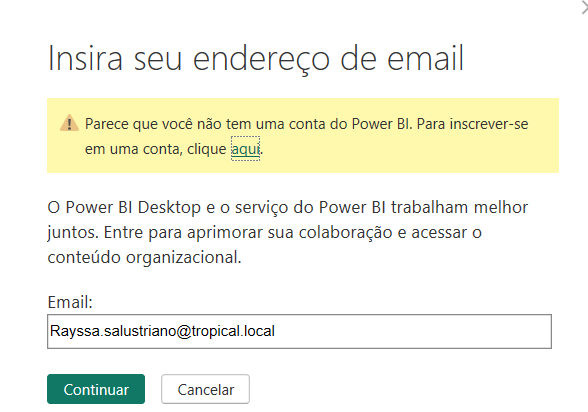 Insira seu endereço de email
Parece que você não tem uma conta do Power BI. Para inscrever-se
em uma conta, clique aqui.
O Power BI Desktop e o serviço do Power BI trabalham melhor
juntos. Entre para aprimorar sua colaboração e acessar o
conteúdo organizacional.
Email:
Rayssa.salustriano@tropical.local
Continuar
Cancelar